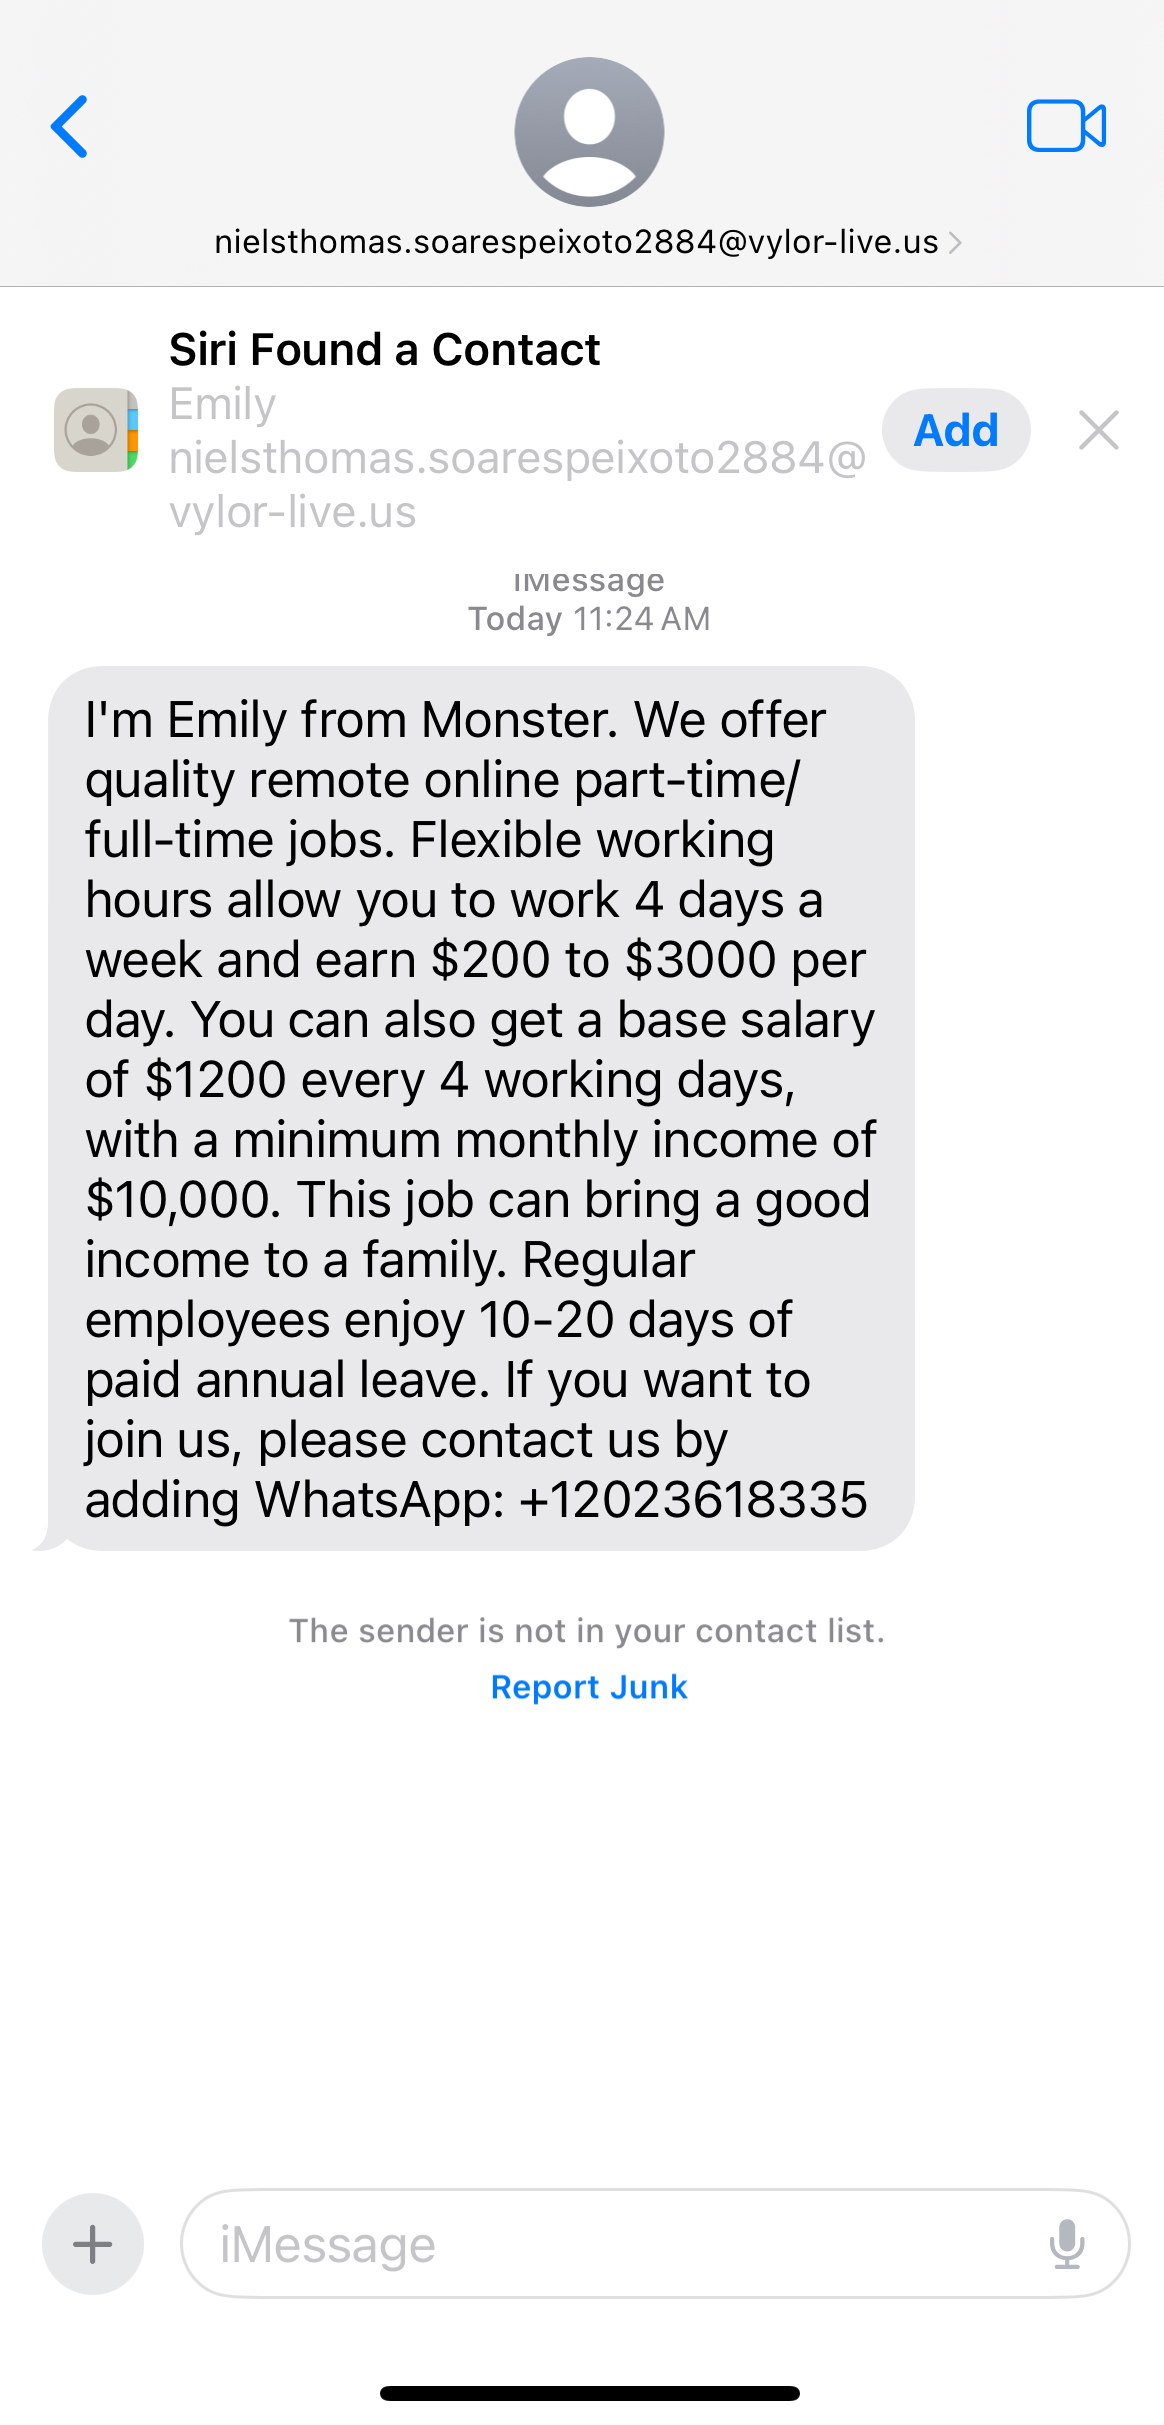 nielsthomas.soarespeixoto2884@vylor-live.us
Siri Found a Contact
Emily
nielsthomas.soarespeixoto2884@
vylor-live.us
Add
iMessage
Today 11:24 AM
I'm Emily from Monster. We offer
quality remote online part-time/
full-time jobs. Flexible working
hours allow you to work 4 days a
week and earn $200 to $3000 per
day. You can also get a base salary
of $1200 every 4 working days,
with a minimum monthly income of
$10,000. This job can bring a good
income to a family. Regular
employees enjoy 10-20 days of
paid annual leave. If you want to
join us, please contact us by
adding WhatsApp: +12023618335
The sender is not in your contact list.
Report Junk
iMessage